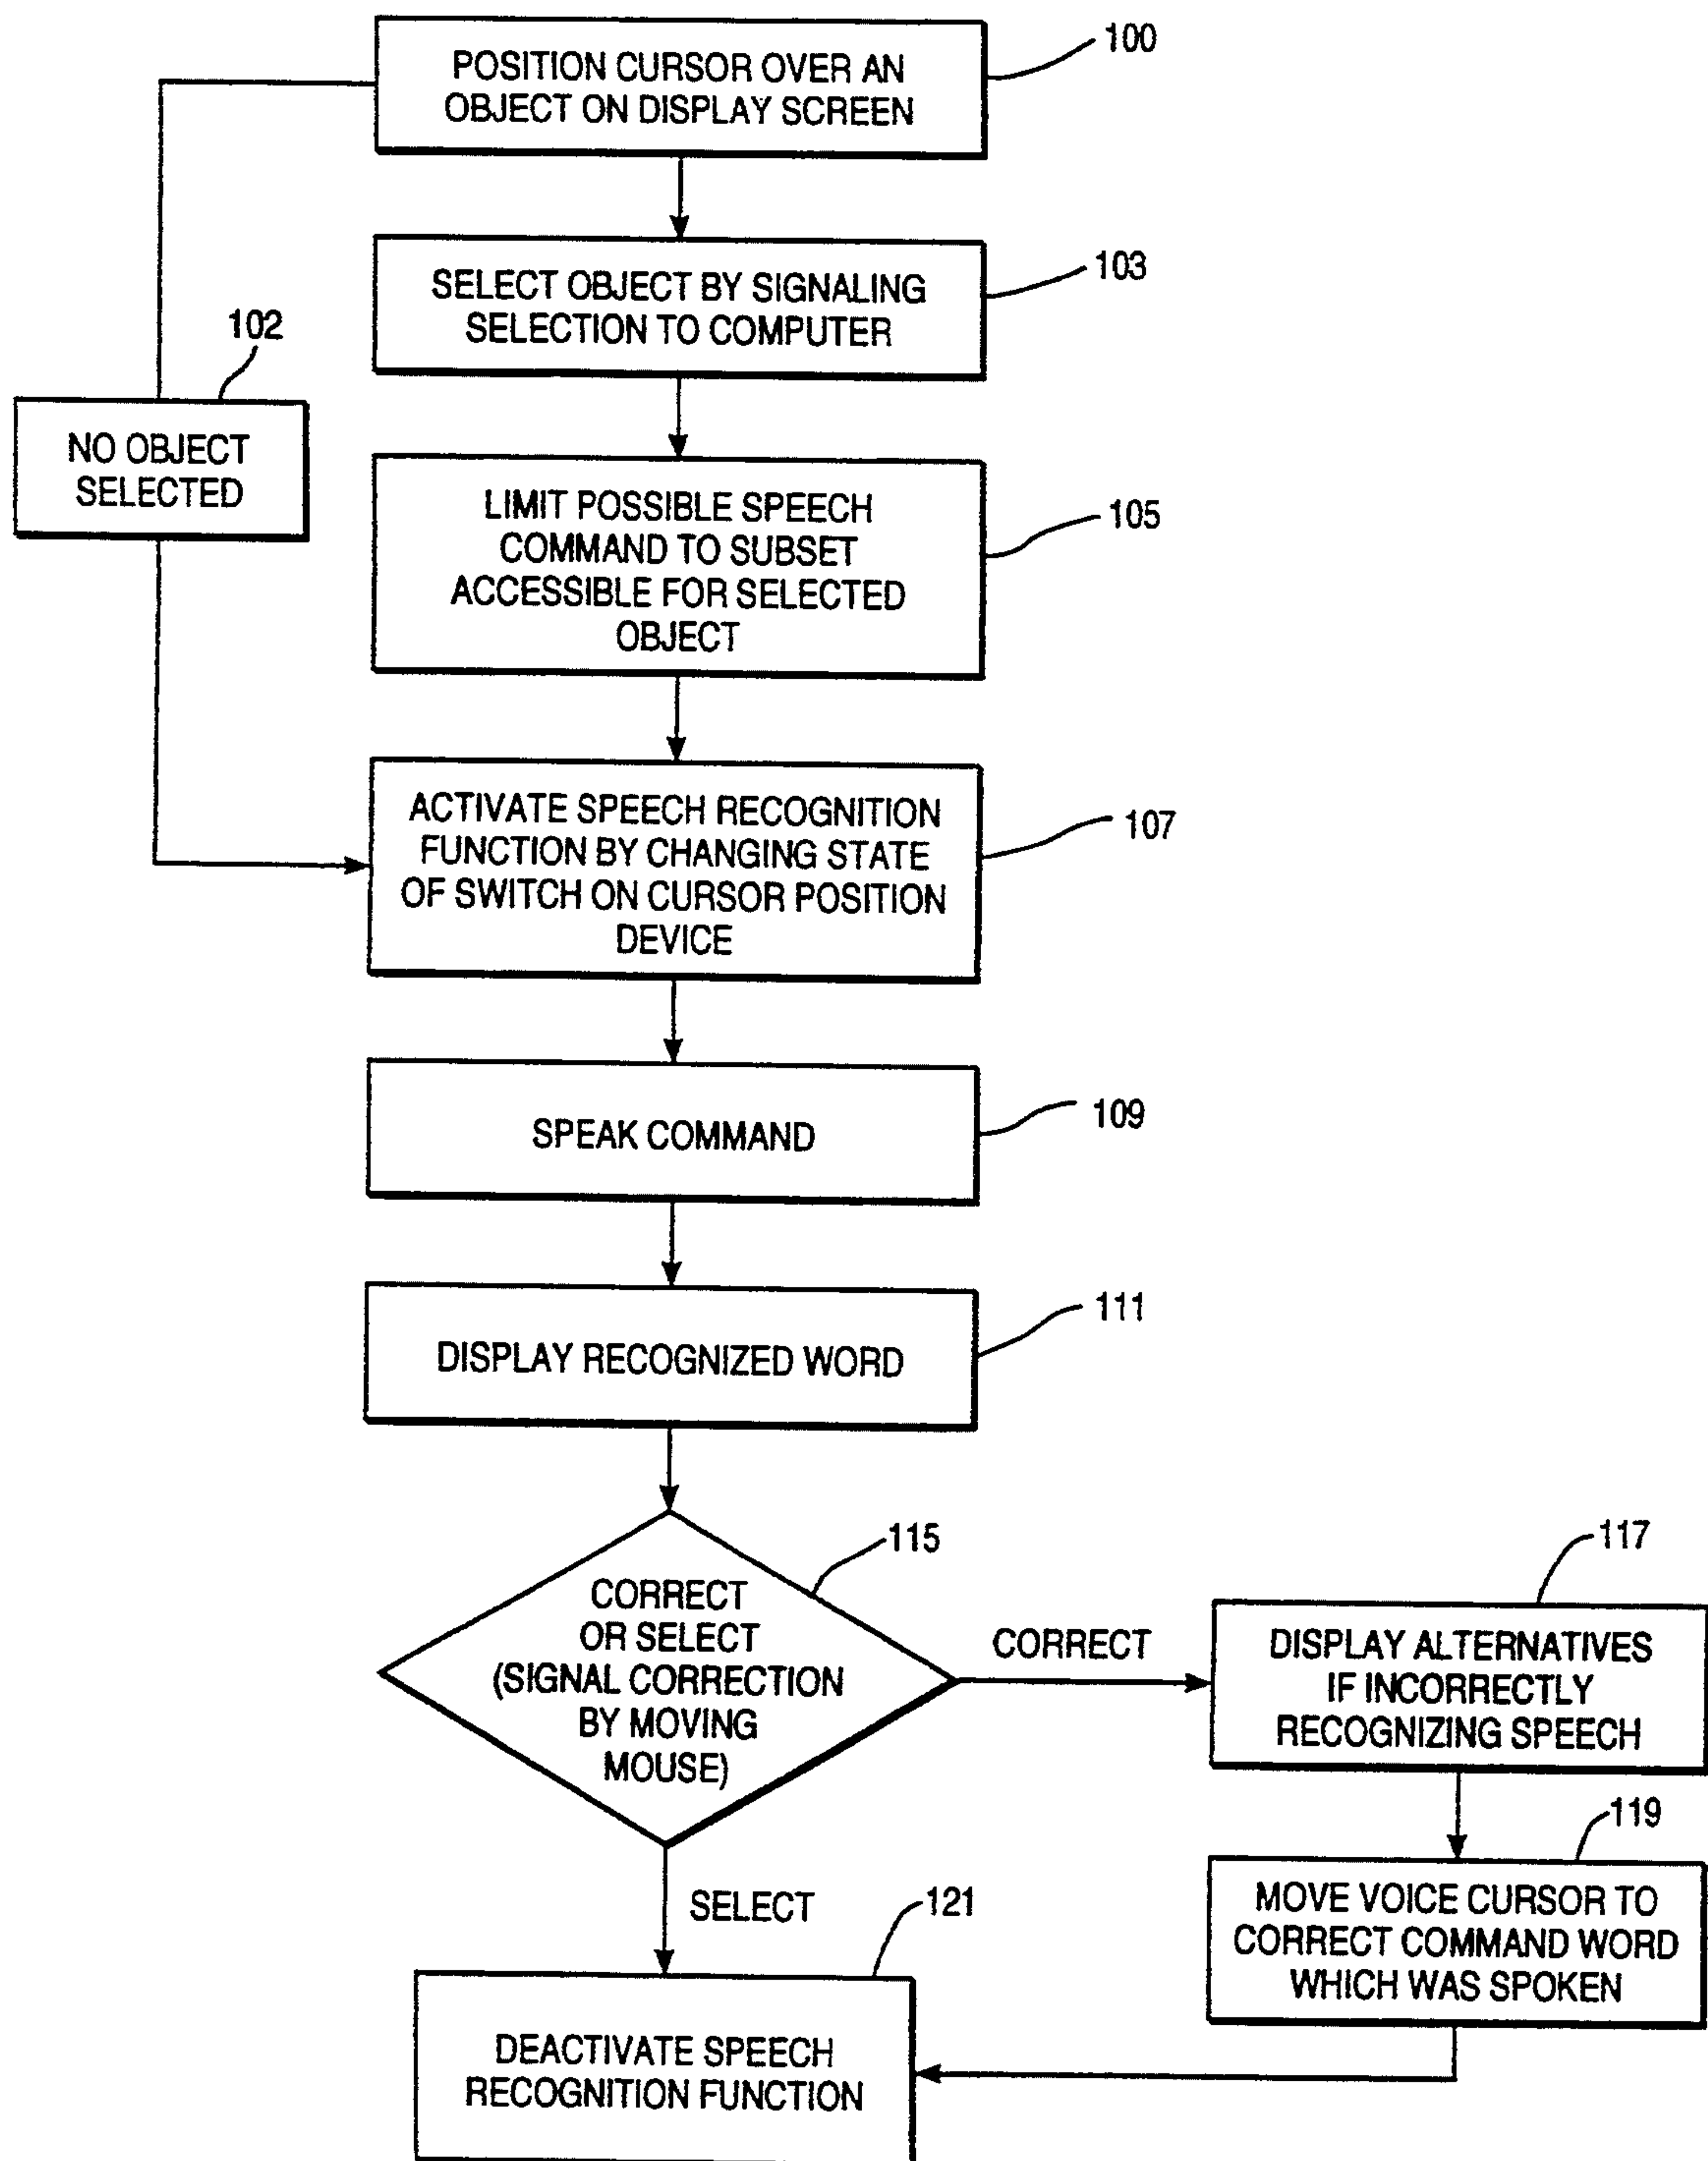 100
POSITION CURSOR OVER AN
OBJECT ON DISPLAY SCREEN
103
SELECT OBJECT BY SIGNALING
SELECTION TO COMPUTER
102
NO OBJECT
SELECTED
105
LIMIT POSSIBLE SPEECH
COMMAND TO SUBSET
ACCESSIBLE FOR SELECTED
OBJECT
107
ACTIVATE SPEECH RECOGNITION
FUNCTION BY CHANGING STATE
OF SWITCH ON CURSOR POSITION
DEVICE
109
SPEAK COMMAND
111
DISPLAY RECOGNIZED WORD
115
CORRECT
OR SELECT
(SIGNAL CORRECTION
BY MOVING
MOUSE)
CORRECT
117
DISPLAY ALTERNATIVES
IF INCORRECTLY
RECOGNIZING SPEECH
119
MOVE VOICE CURSOR TO
CORRECT COMMAND WORD
WHICH WAS SPOKEN
SELECT
121
DEACTIVATE SPEECH
RECOGNITION FUNCTION